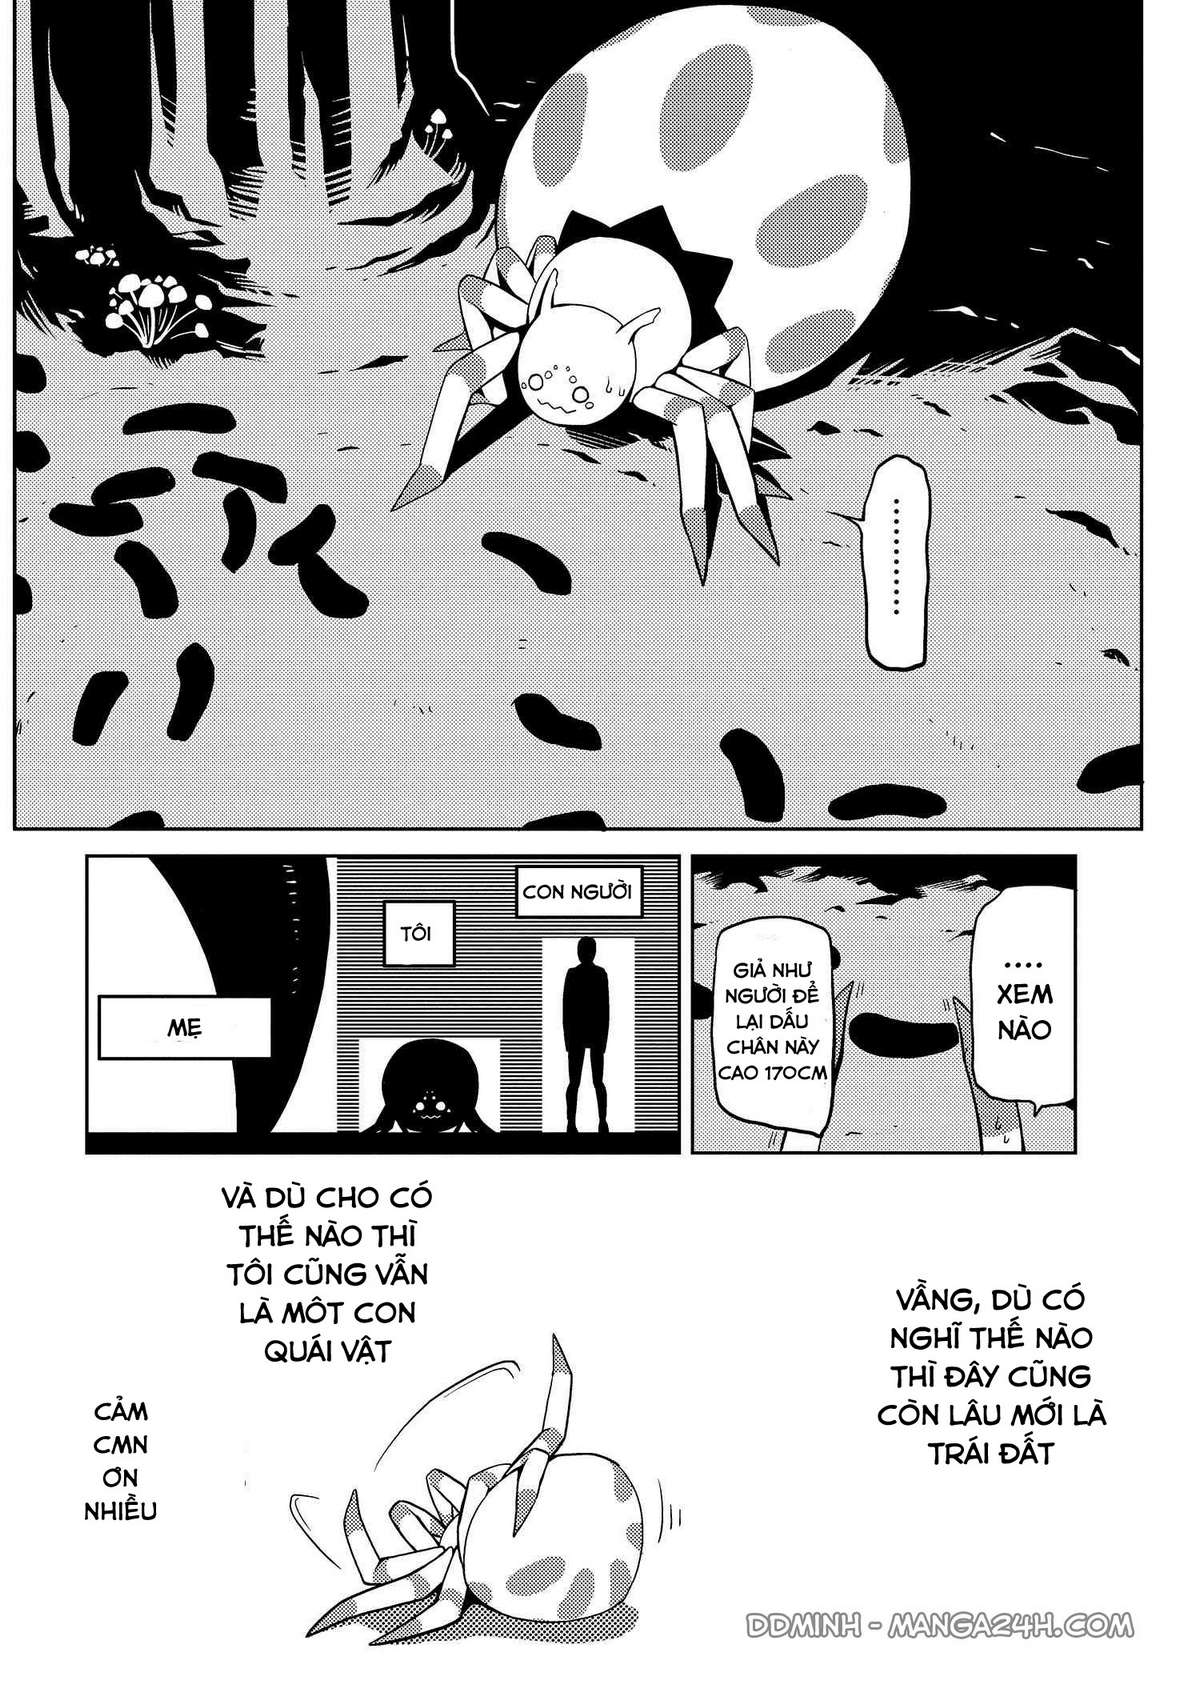 ............
....
XEM
NÀO
GIẢ NHƯ
NGƯỜI ĐỂ
LẠI DẤU
CHÂN NÀY
CAO 170CM
CON NGƯỜI
TÔI
MẸ
VẦNG, DÙ CÓ
NGHĨ THẾ NÀO
THÌ ĐÂY CŨNG
CÒN LÂU MỚI LÀ
TRÁI ĐẤT
VÀ DÙ CHO CÓ
THẾ NÀO THÌ
TÔI CŨNG VẪN
LÀ MÔT CON
QUÁI VẬT
CẢM
CMN
ƠN
NHIỀU
DDMINH - MANGA24H.COM